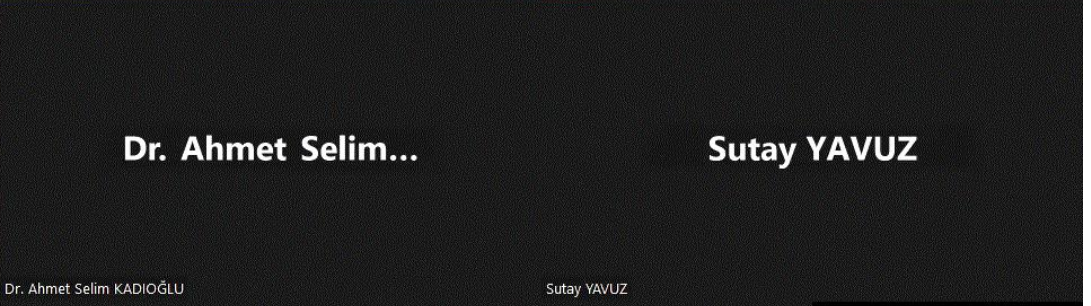 Dr. Ahmet Selim...
Sutay YAVUZ
Dr. Ahmet Selim KADIOĞLU
Sutay YAVUZ